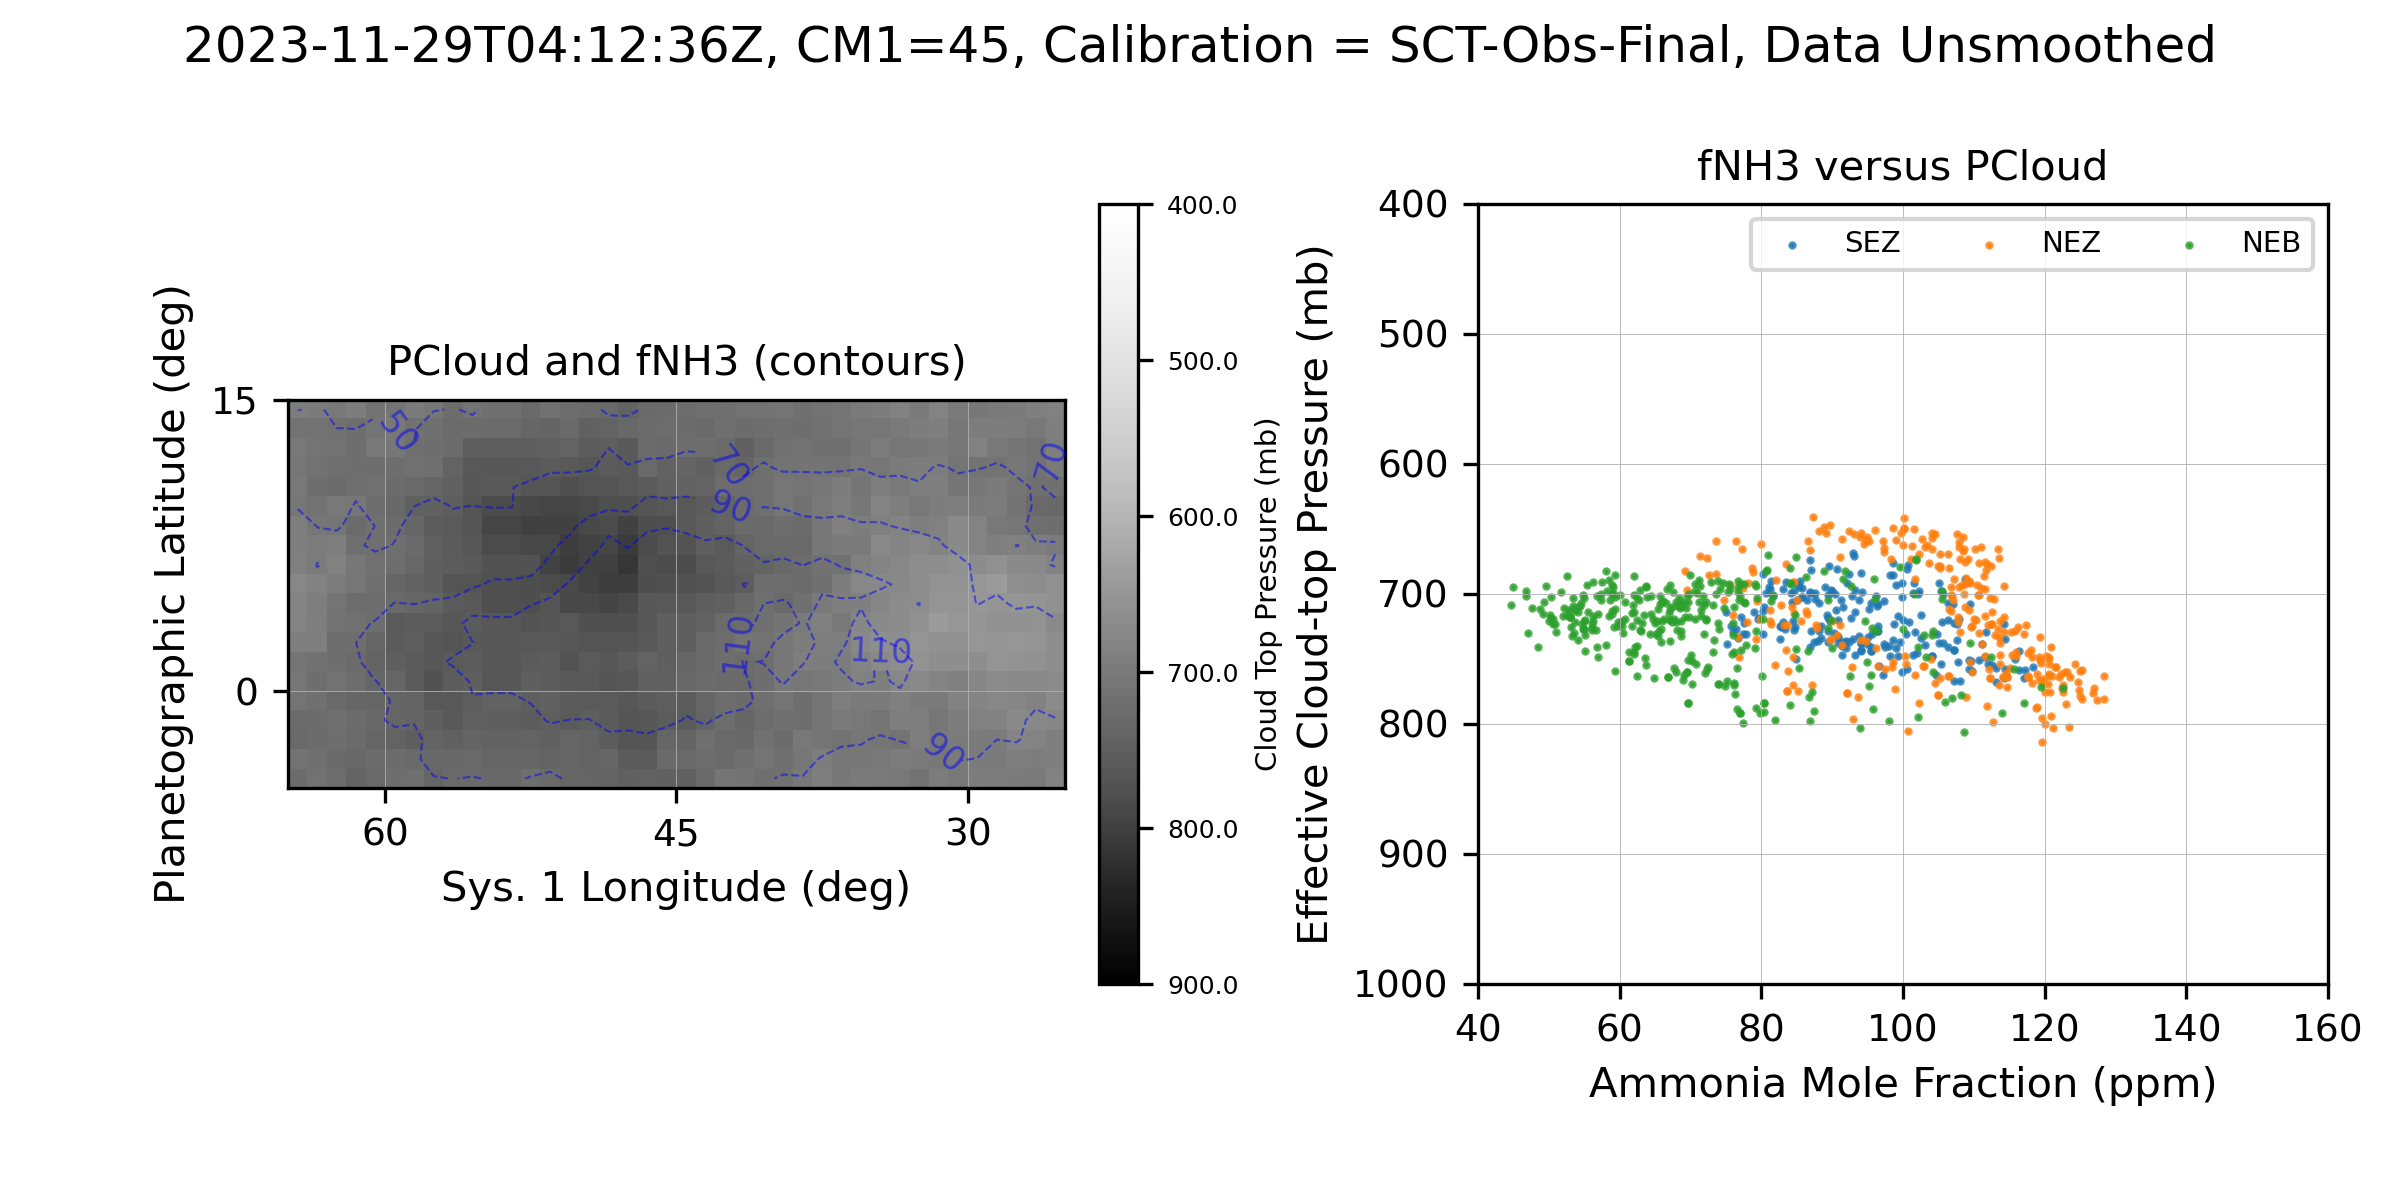 2023-11-29T04:12:36Z, CM1=45, Calibration = SCT-Obs-Final, Data Unsmoothed
PCloud and fNH3 (contours)
Planetographic Latitude (deg)
15
0
60
45
30
Sys. 1 Longitude (deg)
50
70
70
90
110
110
90
400.0
500.0
600.0
700.0
800.0
900.0
Cloud Top Pressure (mb)
fNH3 versus PCloud
Effective Cloud-top Pressure (mb)
400
500
600
700
800
900
1000
SEZ NEZ NEB
40 60 80 100 120 140 160
Ammonia Mole Fraction (ppm)